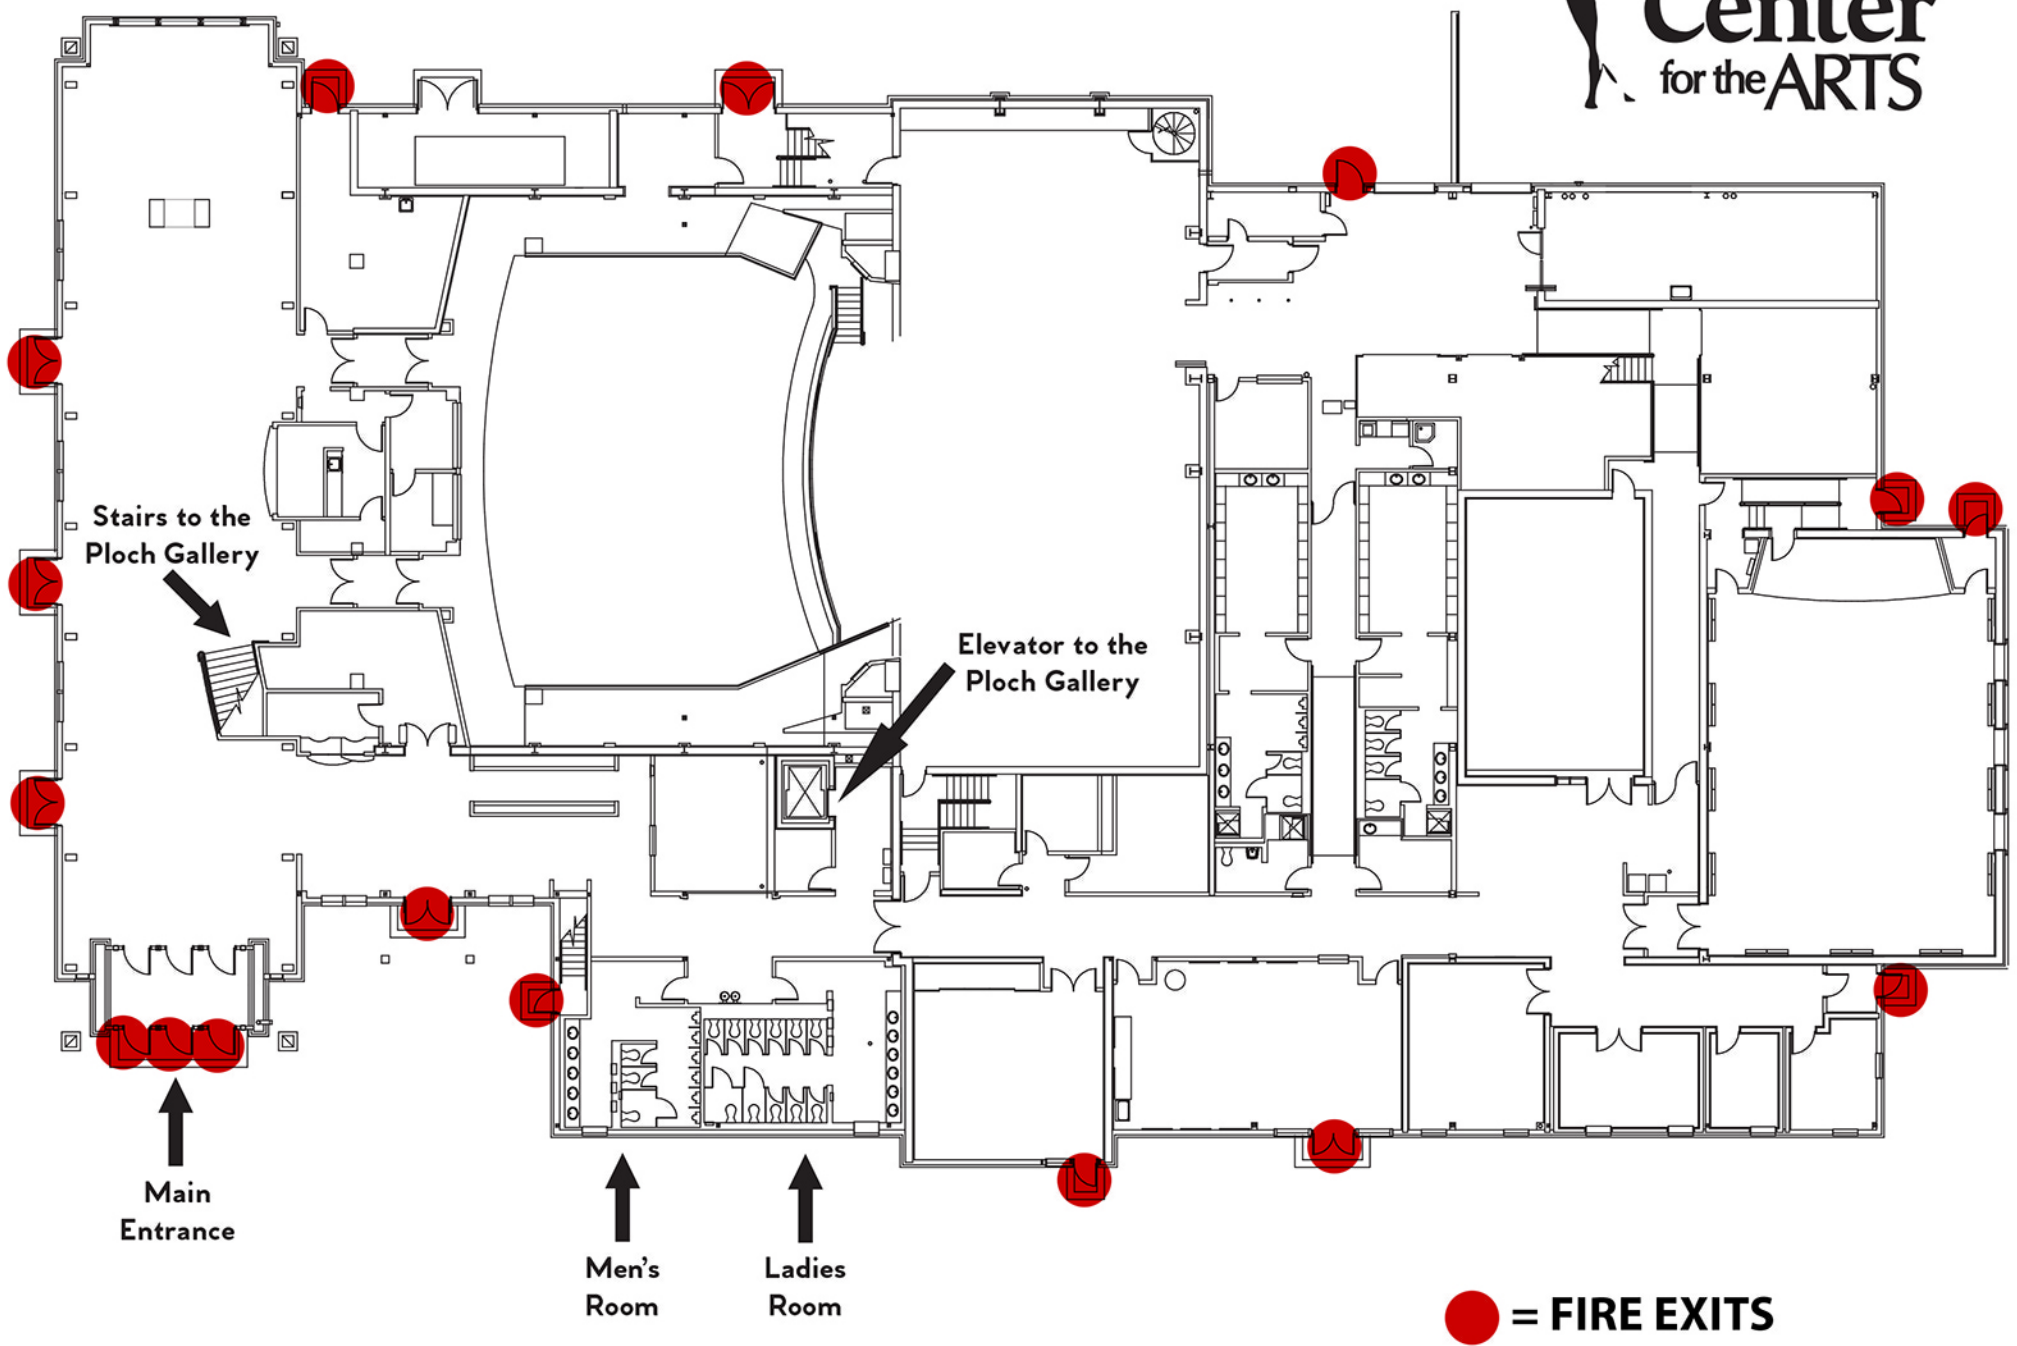 Center
for the ARTS
Stairs to the
Ploch Gallery
Elevator to the
Ploch Gallery
Main
Entrance
Men's
Room
Ladies
Room
= FIRE EXITS